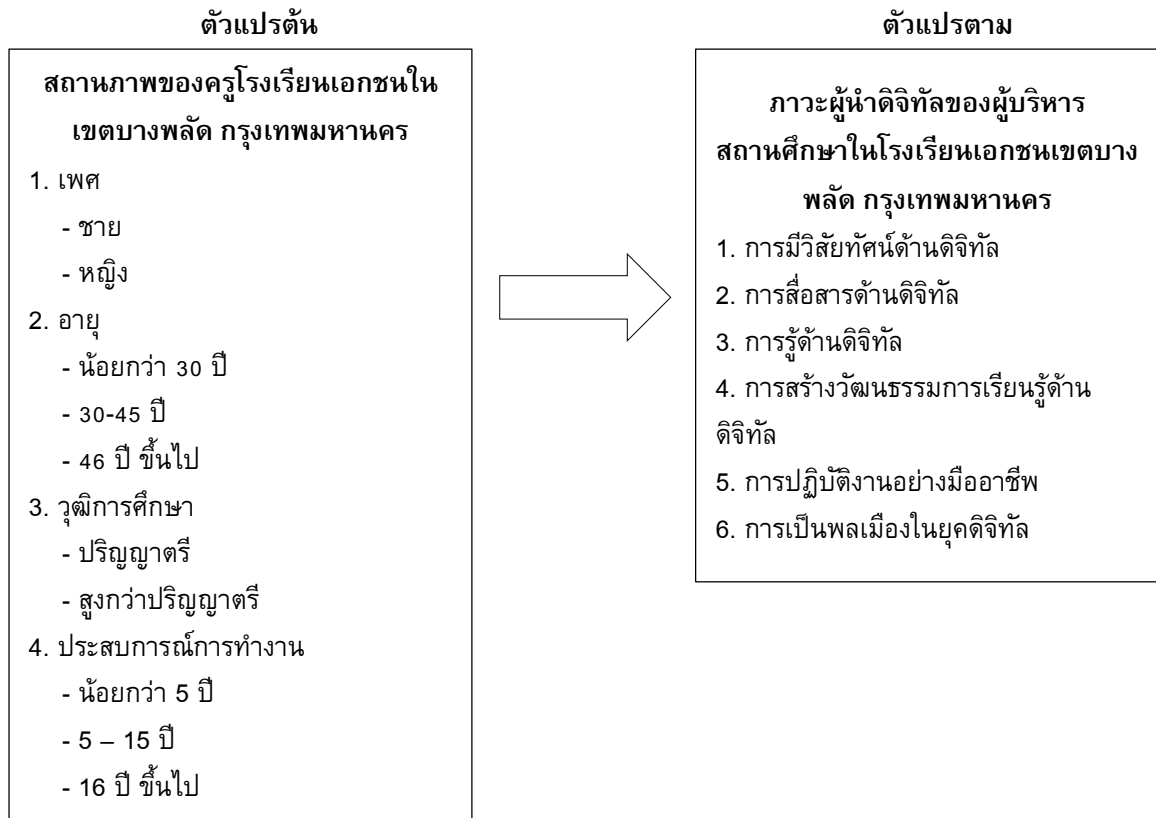 ตัวแปรต้น
สถานภาพของครูโรงเรียนเอกชนใน
เขตบางพลัด กรุงเทพมหานคร
1. เพศ
- ชาย
- หญิง
2. อายุ
- น้อยกว่า 30 ปี
- 30-45 ปี
- 46 ปี ขึ้นไป
3. วุฒิการศึกษา
- ปริญญาตรี
- สูงกว่าปริญญาตรี
4. ประสบการณ์การทำงาน
- น้อยกว่า 5 ปี
- 5 – 15 ปี
- 16 ปี ขึ้นไป
ตัวแปรตาม
ภาวะผู้นำดิจิทัลของผู้บริหาร
สถานศึกษาในโรงเรียนเอกชนเขตบาง
พลัด กรุงเทพมหานคร
1. การมีวิสัยทัศน์ด้านดิจิทัล
2. การสื่อสารด้านดิจิทัล
3. การรู้ด้านดิจิทัล
4. การสร้างวัฒนธรรมการเรียนรู้ด้าน
ดิจิทัล
5. การปฏิบัติงานอย่างมืออาชีพ
6. การเป็นพลเมืองในยุคดิจิทัล